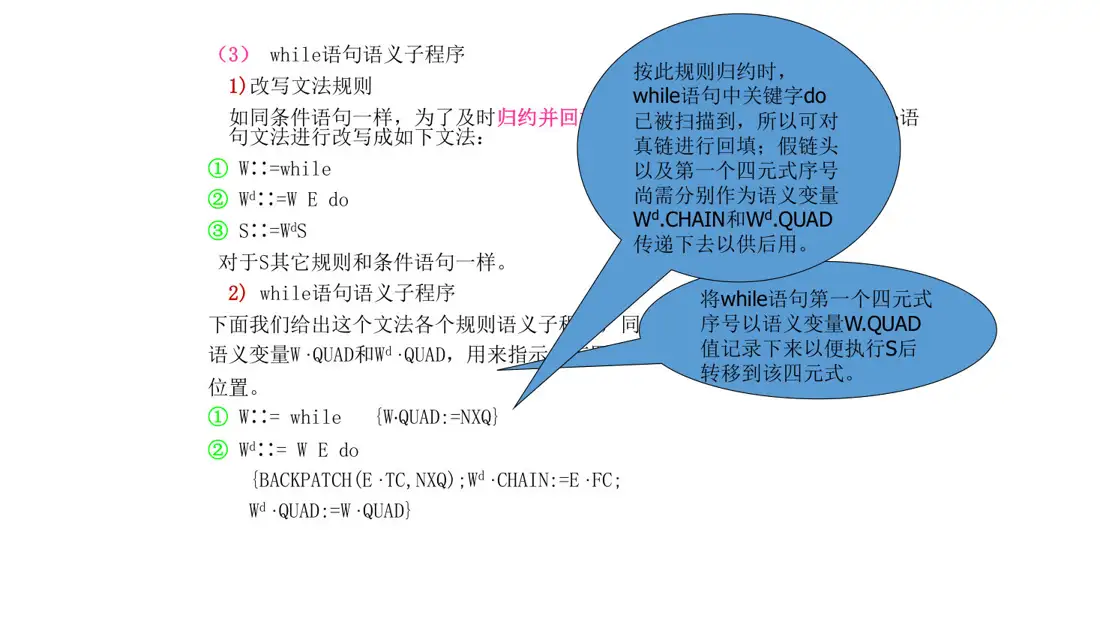 （3） while语句语义子程序
1)改写文法规则
如同条件语句一样，为了及时归约并回
语
句文法进行改写成如下文法：
① W∷=while
② Wᵈ∷=W E do
③ S∷=WᵈS
对于S其它规则和条件语句一样。
2) while语句语义子程序
下面我们给出这个文法各个规则语义子程
同
语义变量W·QUAD和Wᵈ·QUAD，用来指示
位置。
① W∷= while {W·QUAD:=NXQ}
② Wᵈ∷= W E do
{BACKPATCH(E·TC,NXQ);Wᵈ·CHAIN:=E·FC;
Wᵈ·QUAD:=W·QUAD}
按此规则归约时，
while语句中关键字do
已被扫描到，所以可对
真链进行回填；假链头
以及第一个四元式序号
尚需分别作为语义变量
Wᵈ.CHAIN和Wᵈ.QUAD
传递下去以供后用。
将while语句第一个四元式
序号以语义变量W.QUAD
值记录下来以便执行S后
转移到该四元式。